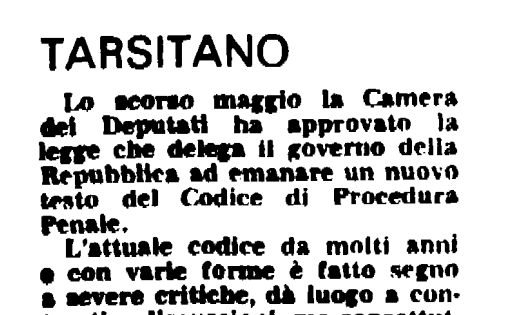 TARSITANO
Lo scorso maggio la Camera
dei Deputati ha approvato la
legge che delega il governo della
Repubblica ad emanare un nuovo
testo del Codice di Procedura
Penale.
L'attuale codice da molti anni
e con varie forme è fatto segno
a severe critiche, dà luogo a con-